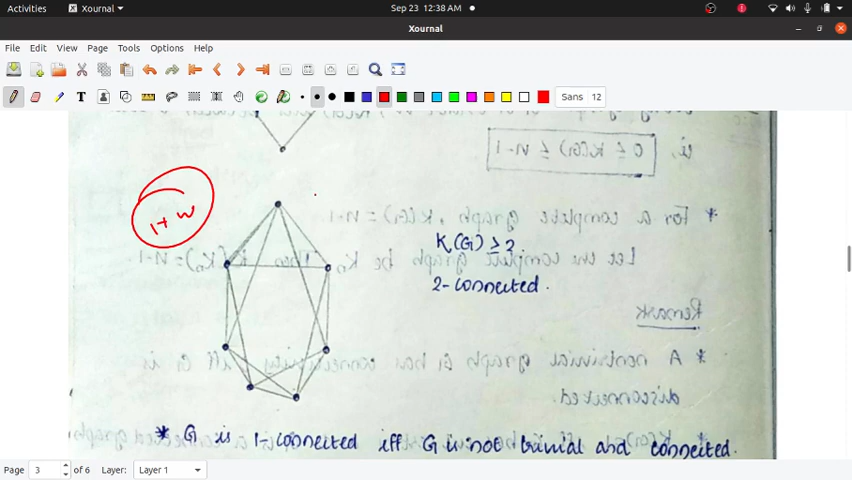 Activities Xournal Sep 23 12:38 AM
Xournal
File Edit View Page Tools Options Help
Sans 12
0 ≤ K(G) ≤ n-1
* For a complete graph, K(G) = n-1
1+ w
K(G) ≥ 2
Let the complete graph be Kn. Then K(Kn) = n-1
2-connected.
Remark
* A nontrivial graph G has connectivity iff G is
disconnected
* G is 1-connected iff G is not trivial and connected.
Page 3 of 6 Layer: Layer 1